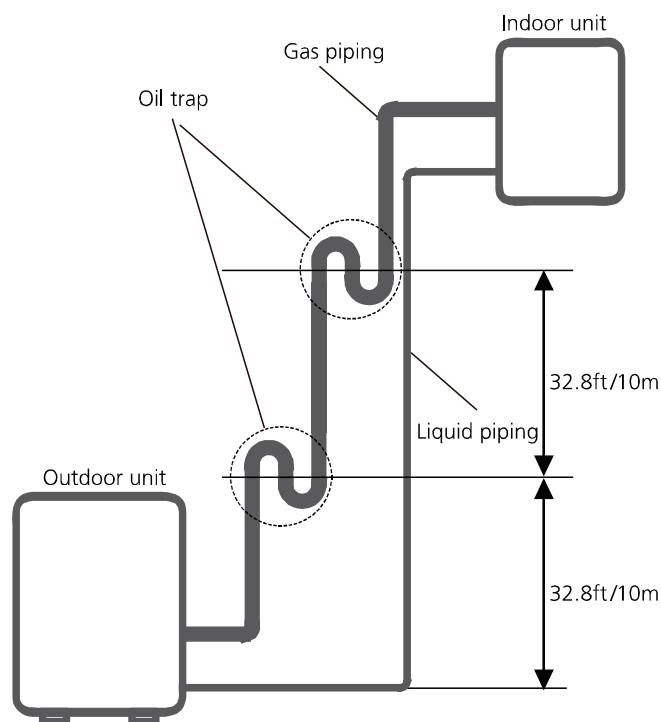 Indoor unit
Gas piping
Oil trap
32.8ft/10m
Liquid piping
Outdoor unit
32.8ft/10m